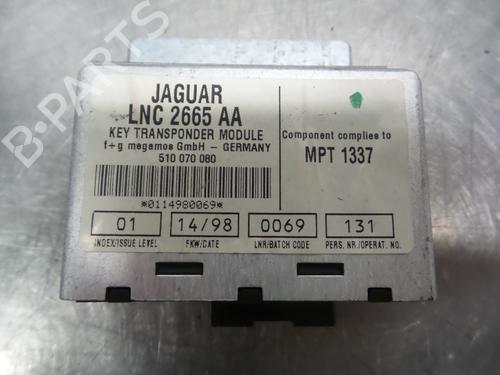 JAGUAR
LNC 2665 AA
KEY TRANSPONDER MODULE
f+g megamos GmbH – GERMANY
510 070 080
*0114980069*
Component complies to
MPT 1337
01 14/98 0069 131
INDEX/ISSUE LEVEL FKW/DATE LNR/BATCH CODE PERS. NR./OPERAT. NO.
B-PARTS